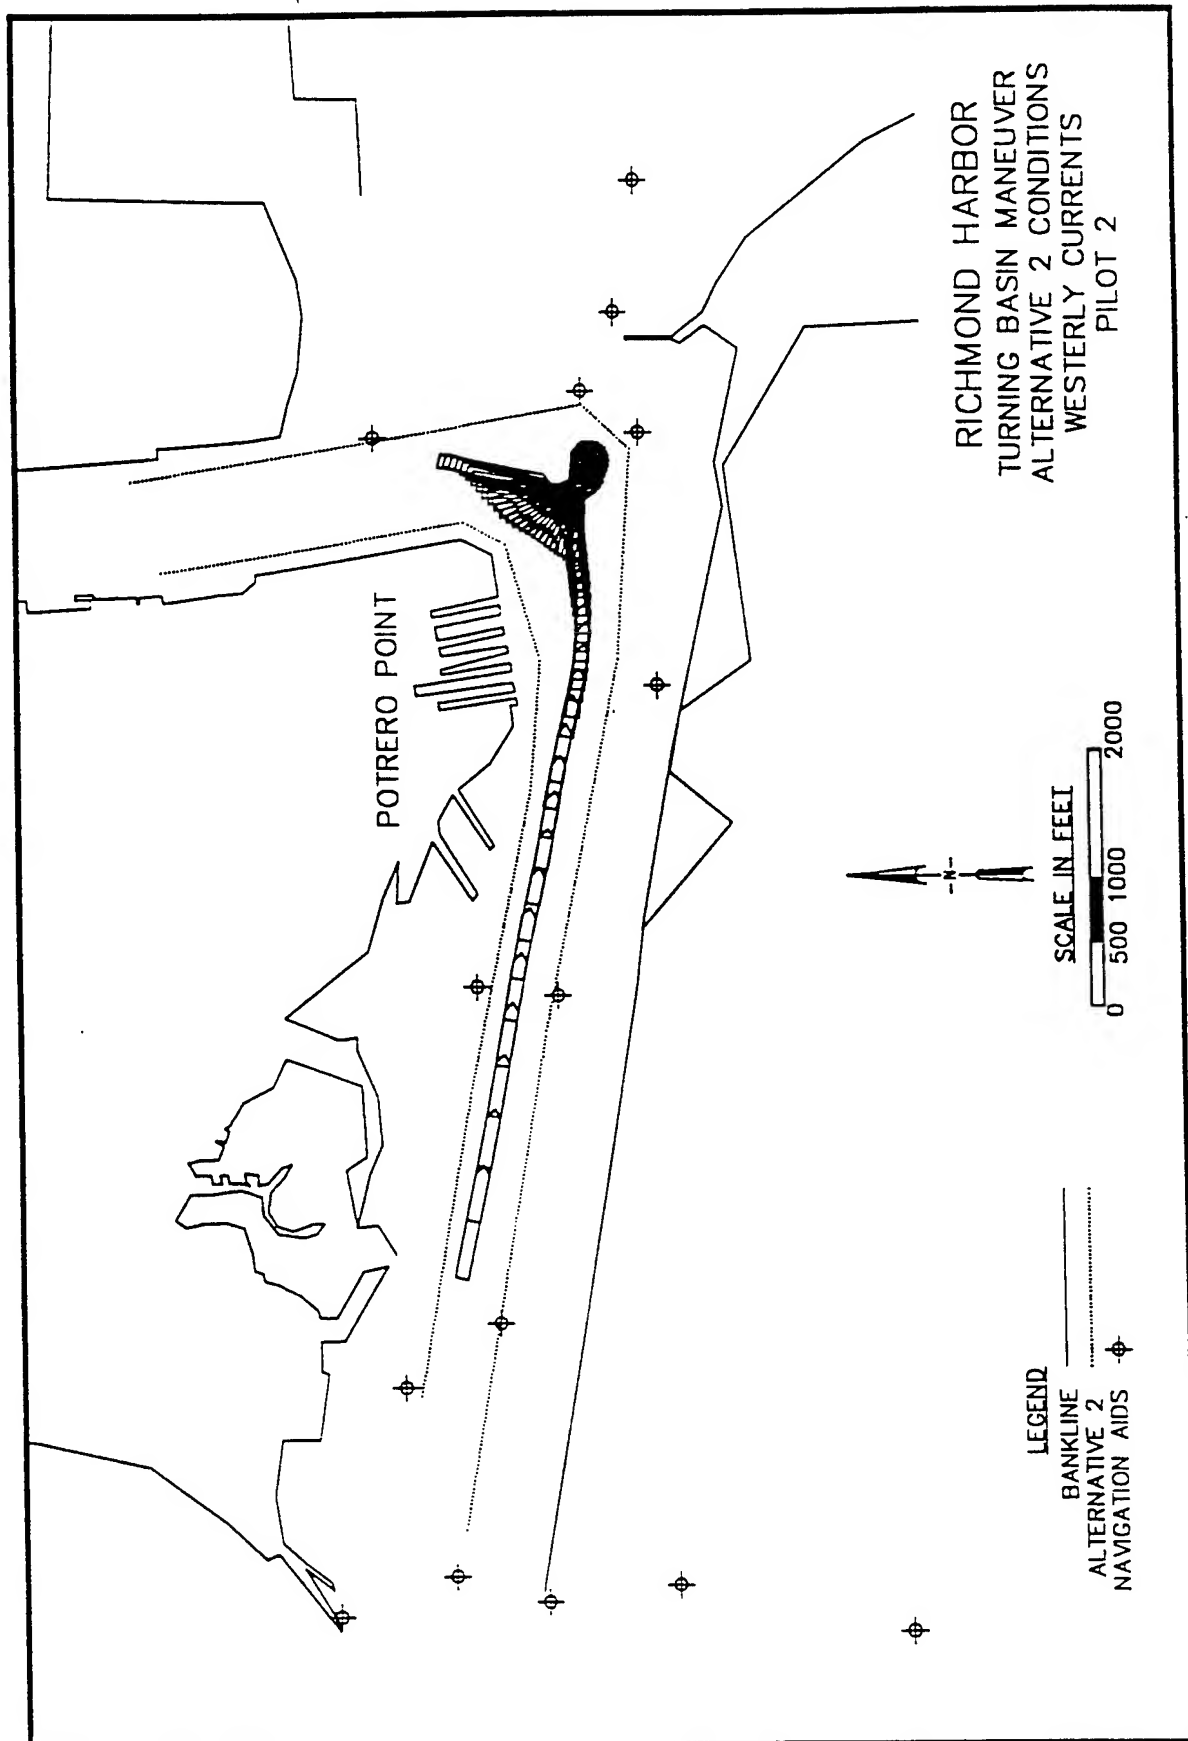 RICHMOND HARBOR
TURNING BASIN MANEUVER
ALTERNATIVE 2 CONDITIONS
WESTERLY CURRENTS
PILOT 2
POTRERO POINT
-N-
SCALE IN FEET
0 500 1000 2000
LEGEND
BANKLINE
ALTERNATIVE 2
NAVIGATION AIDS